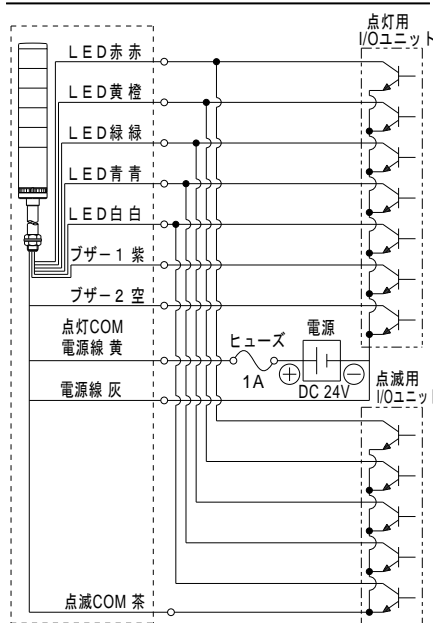 点灯用
I/Oユニット
LED赤 赤
LED黄 橙
LED緑 緑
LED青 青
LED白 白
ブザー1 紫
ブザー2 空
点灯COM
電源線 黄
ヒューズ
1A
電源
DC 24V
電源線 灰
点滅用
I/Oユニット
点滅COM 茶